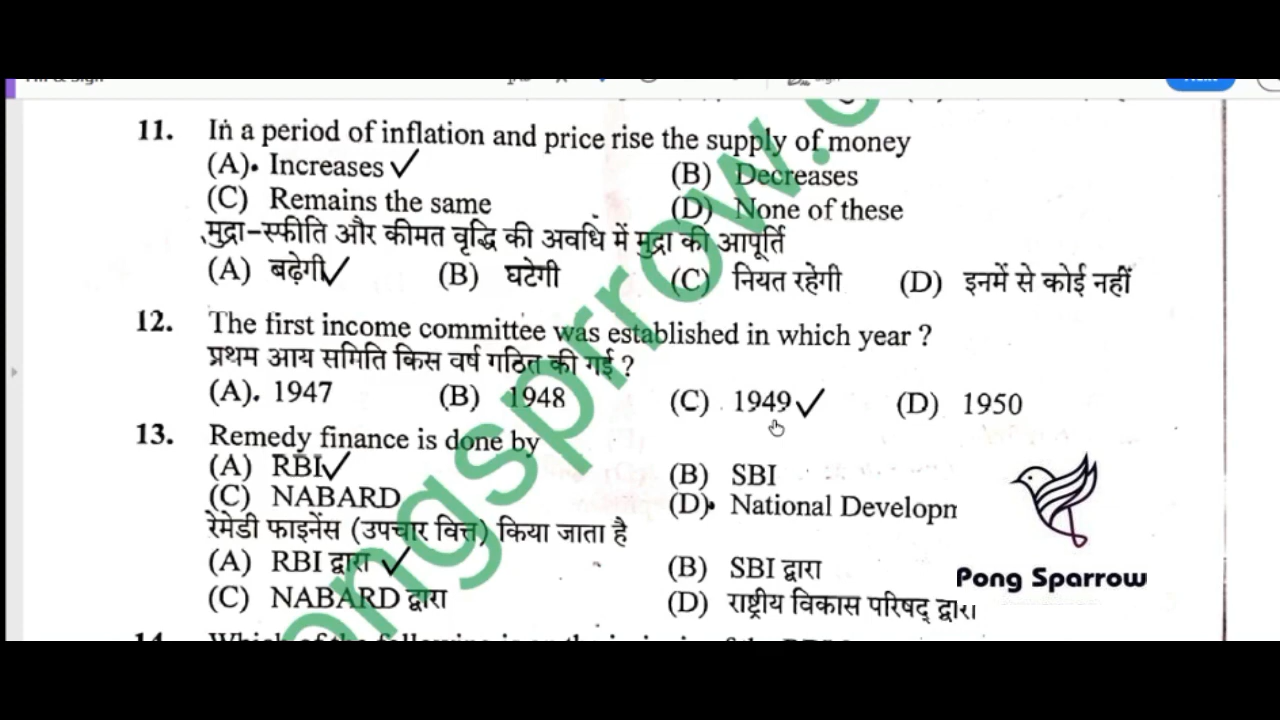 11. In a period of inflation and price rise the supply of money
(A). Increases ✓ (B) Decreases
(C) Remains the same (D) None of these
मुद्रा-स्फीति और कीमत वृद्धि की अवधि में मुद्रा की आपूर्ति
(A) बढ़ेगी✓ (B) घटेगी (C) नियत रहेगी (D) इनमें से कोई नहीं
12. The first income committee was established in which year ?
प्रथम आय समिति किस वर्ष गठित की गई ?
(A). 1947 (B) 1948 (C) 1949 ✓ (D) 1950
13. Remedy finance is done by
(A) RBI✓ (B) SBI
(C) NABARD (D) National Developm
रेमेडी फाइनेंस (उपचार वित्त) किया जाता है
(A) RBI द्वारा ✓ (B) SBI द्वारा
(C) NABARD द्वारा (D) राष्ट्रीय विकास परिषद् द्वारा
Pong Sparrow
ongsprrow.c